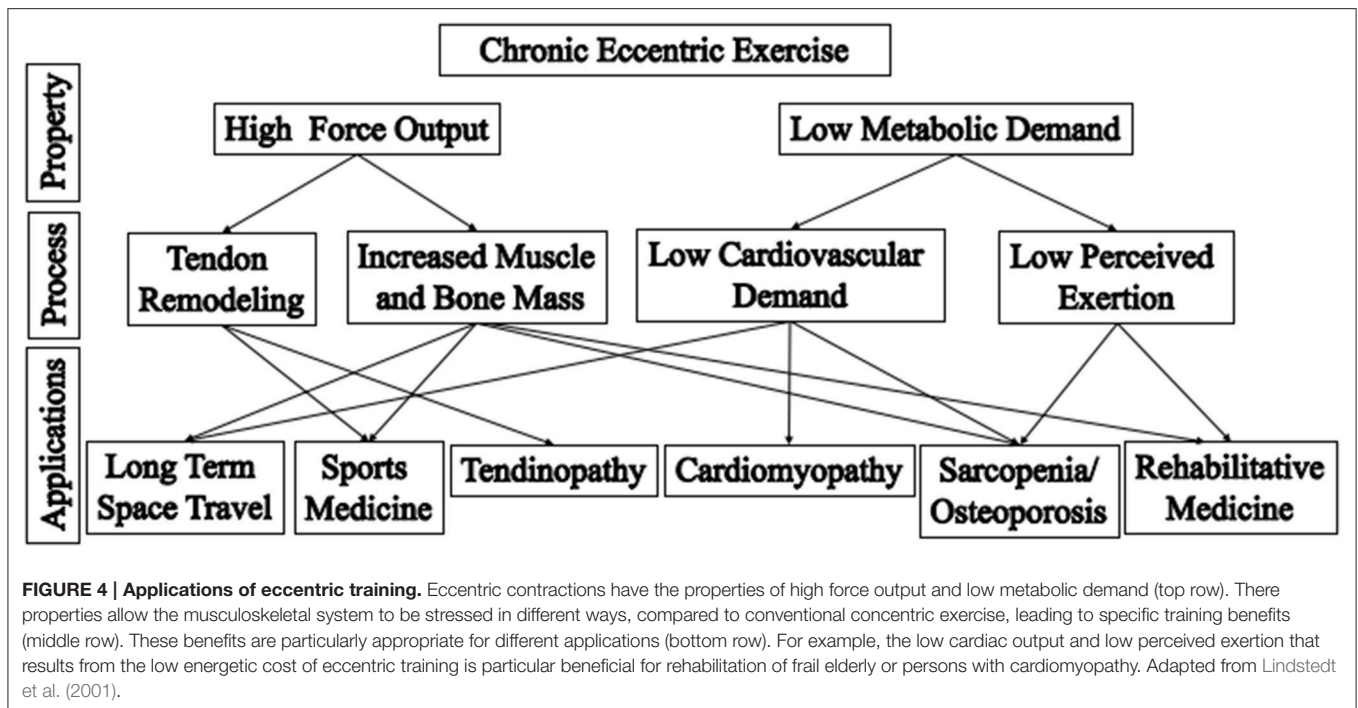 Chronic Eccentric Exercise
Property
High Force Output
Low Metabolic Demand
Process
Tendon
Remodeling
Increased Muscle
and Bone Mass
Low Cardiovascular
Demand
Low Perceived
Exertion
Applications
Long Term
Space Travel
Sports
Medicine
Tendinopathy
Cardiomyopathy
Sarcopenia/
Osteoporosis
Rehabilitative
Medicine
FIGURE 4 | Applications of eccentric training. Eccentric contractions have the properties of high force output and low metabolic demand (top row). There
properties allow the musculoskeletal system to be stressed in different ways, compared to conventional concentric exercise, leading to specific training benefits
(middle row). These benefits are particularly appropriate for different applications (bottom row). For example, the low cardiac output and low perceived exertion that
results from the low energetic cost of eccentric training is particular beneficial for rehabilitation of frail elderly or persons with cardiomyopathy. Adapted from Lindstedt
et al. (2001).